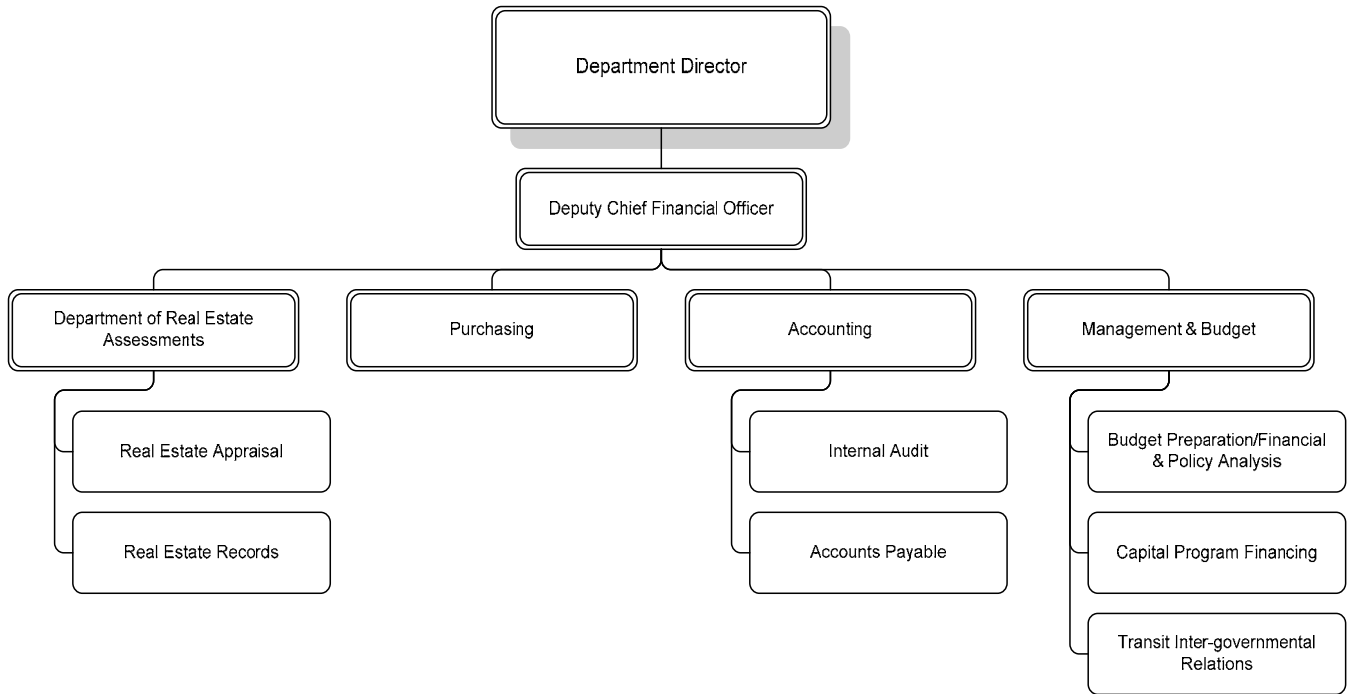 Department Director
Deputy Chief Financial Officer
Department of Real Estate
Assessments
Purchasing
Accounting
Management & Budget
Real Estate Appraisal
Real Estate Records
Internal Audit
Accounts Payable
Budget Preparation/Financial
& Policy Analysis
Capital Program Financing
Transit Inter-governmental
Relations